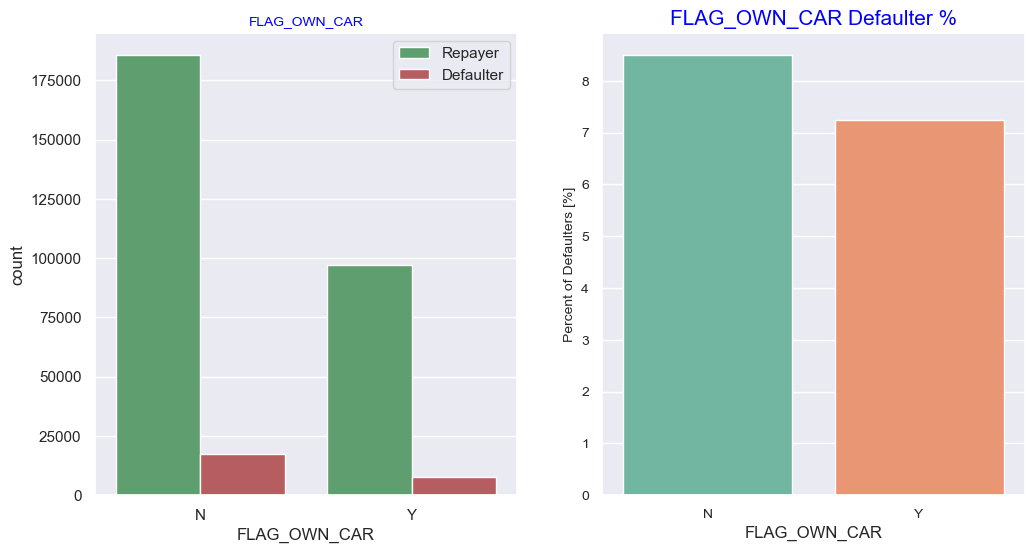 FLAG_OWN_CAR
Repayer
Defaulter
175000
150000
125000
100000
75000
50000
25000
0
count
N
Y
FLAG_OWN_CAR
FLAG_OWN_CAR Defaulter %
8
7
6
5
4
3
2
1
0
Percent of Defaulters [%]
N
Y
FLAG_OWN_CAR